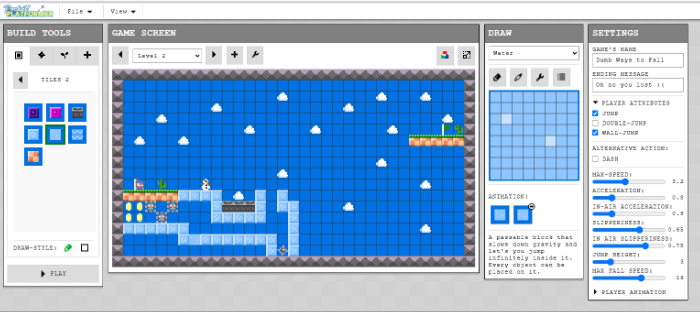 Pocket
PLATFORMER
File
View
BUILD TOOLS
TILES 2
DRAW-STYLE:
PLAY
GAME SCREEN
Level 2
DRAW
Water
ANIMATION:
A passable block that
slows down gravity and
let's you jump
infinitely inside it.
Every object can be
placed on it.
SETTINGS
GAME'S NAME
Dumb Ways to Fall
ENDING MESSAGE
Oh no you lost :(
PLAYER ATTRIBUTES
JUMP
DOUBLE-JUMP
WALL-JUMP
ALTERNATIVE ACTION:
DASH
MAX-SPEED:
3.2
ACCELERATION:
0.8
IN-AIR ACCELERATION:
0.8
SLIPPERINESS:
0.65
IN AIR SLIPPERINESS:
0.75
JUMP HEIGHT:
3
MAX FALL SPEED:
16
PLAYER ANIMATION